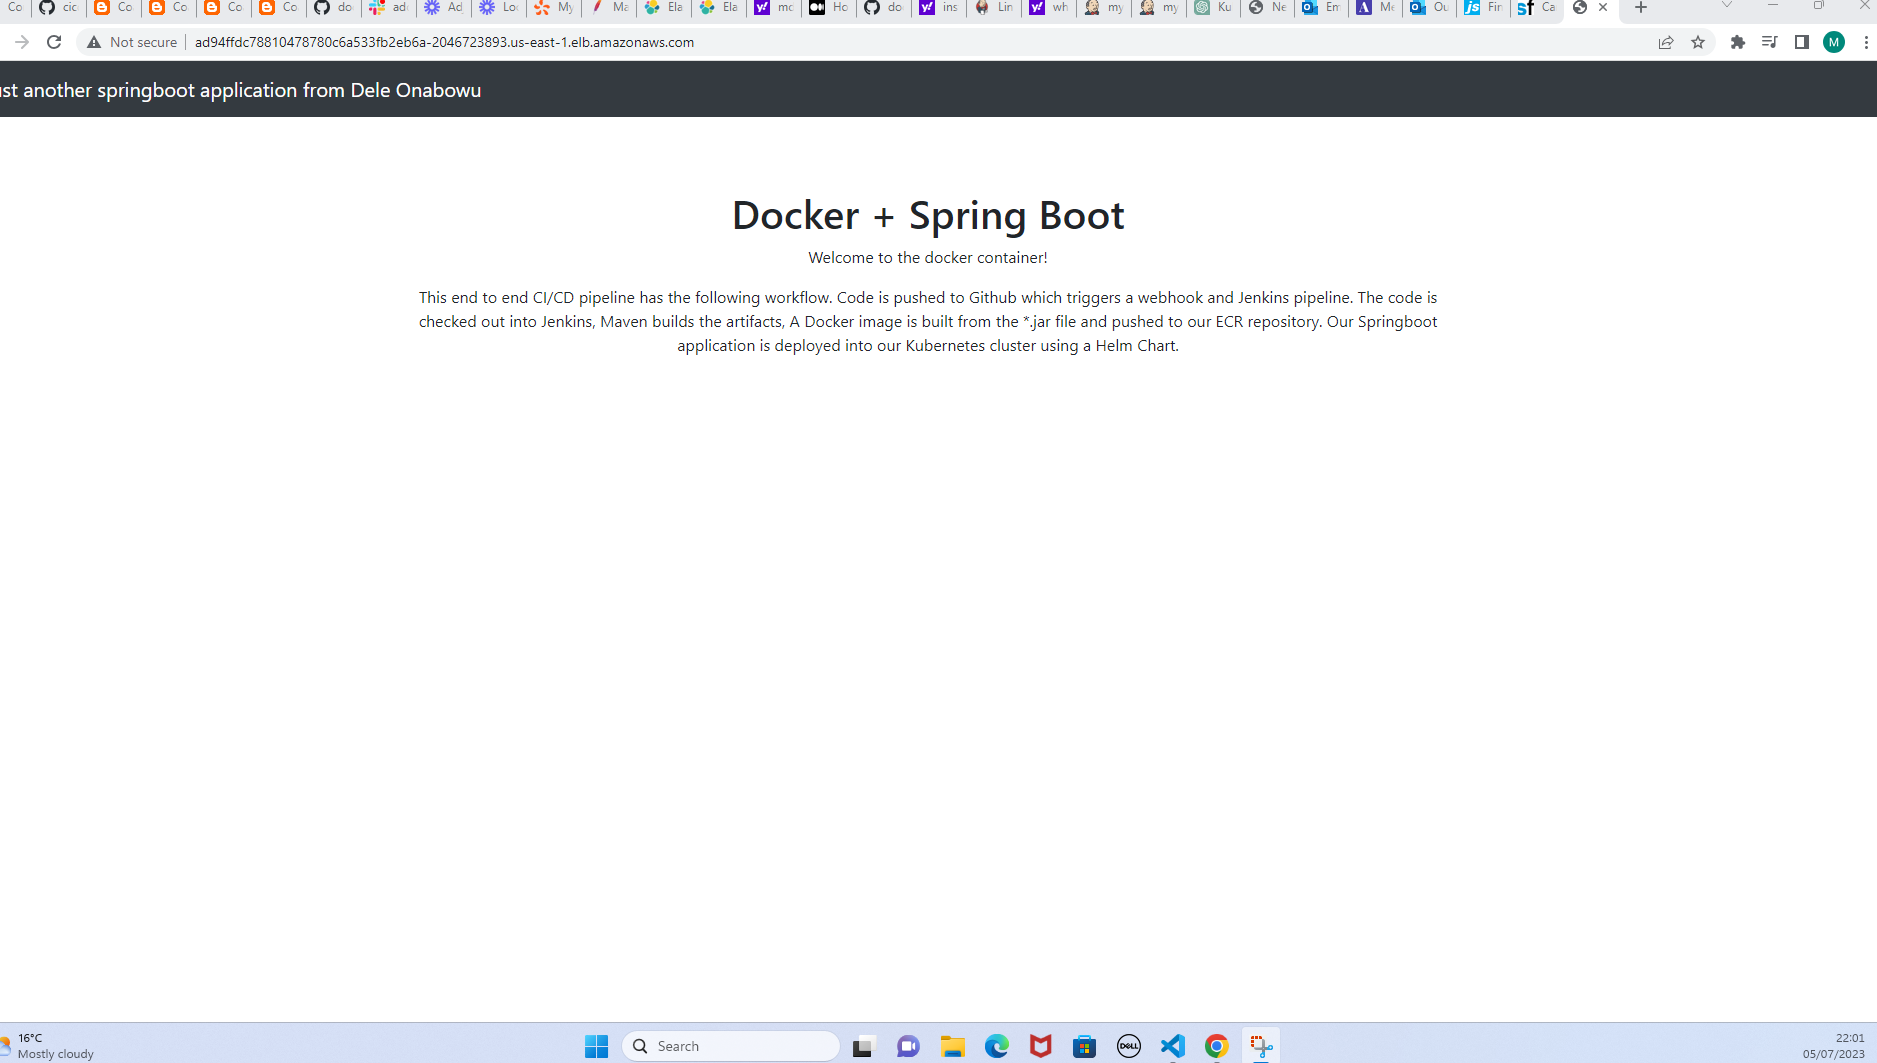 Co cic Co Co Co Co do ad Ad Lo My Ma Ela Ela mo Ho do ins Lin wh my my Ku Ne Em Me Ou Fin Ca
Not secure ad94ffdc78810478780c6a533fb2eb6a-2046723893.us-east-1.elb.amazonaws.com M
ust another springboot application from Dele Onabowu
Docker + Spring Boot
Welcome to the docker container!
This end to end CI/CD pipeline has the following workflow. Code is pushed to Github which triggers a webhook and Jenkins pipeline. The code is
checked out into Jenkins, Maven builds the artifacts, A Docker image is built from the *.jar file and pushed to our ECR repository. Our Springboot
application is deployed into our Kubernetes cluster using a Helm Chart.
16°C
Mostly cloudy
Search
DELL
22:01
05/07/2023